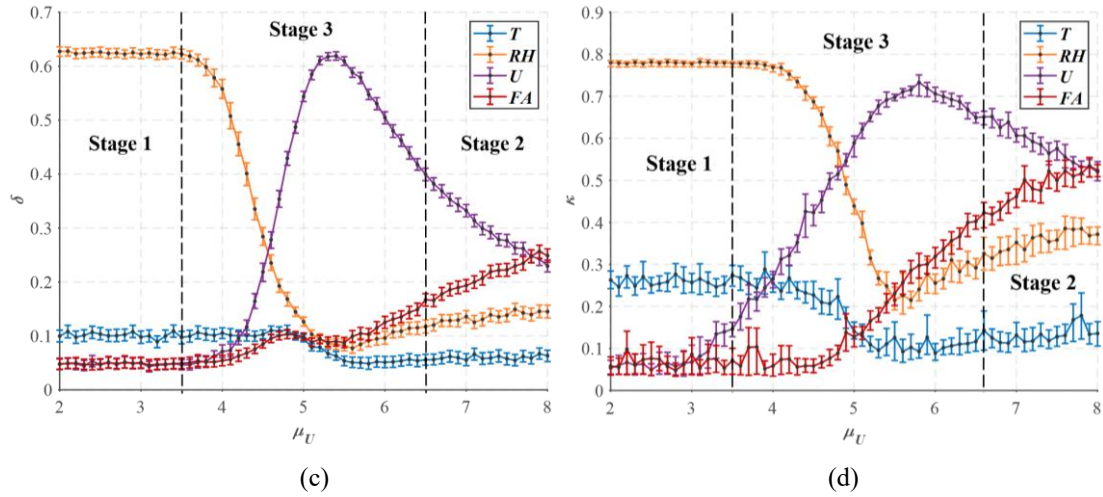 0.7
0.6
0.5
0.4
0.3
0.2
0.1
0
δ
2 3 4 5 6 7 8
μU
Stage 1
Stage 3
Stage 2
T
RH
U
FA
(c)
0.9
0.8
0.7
0.6
0.5
0.4
0.3
0.2
0.1
0
κ
2 3 4 5 6 7 8
μU
Stage 1
Stage 3
Stage 2
T
RH
U
FA
(d)